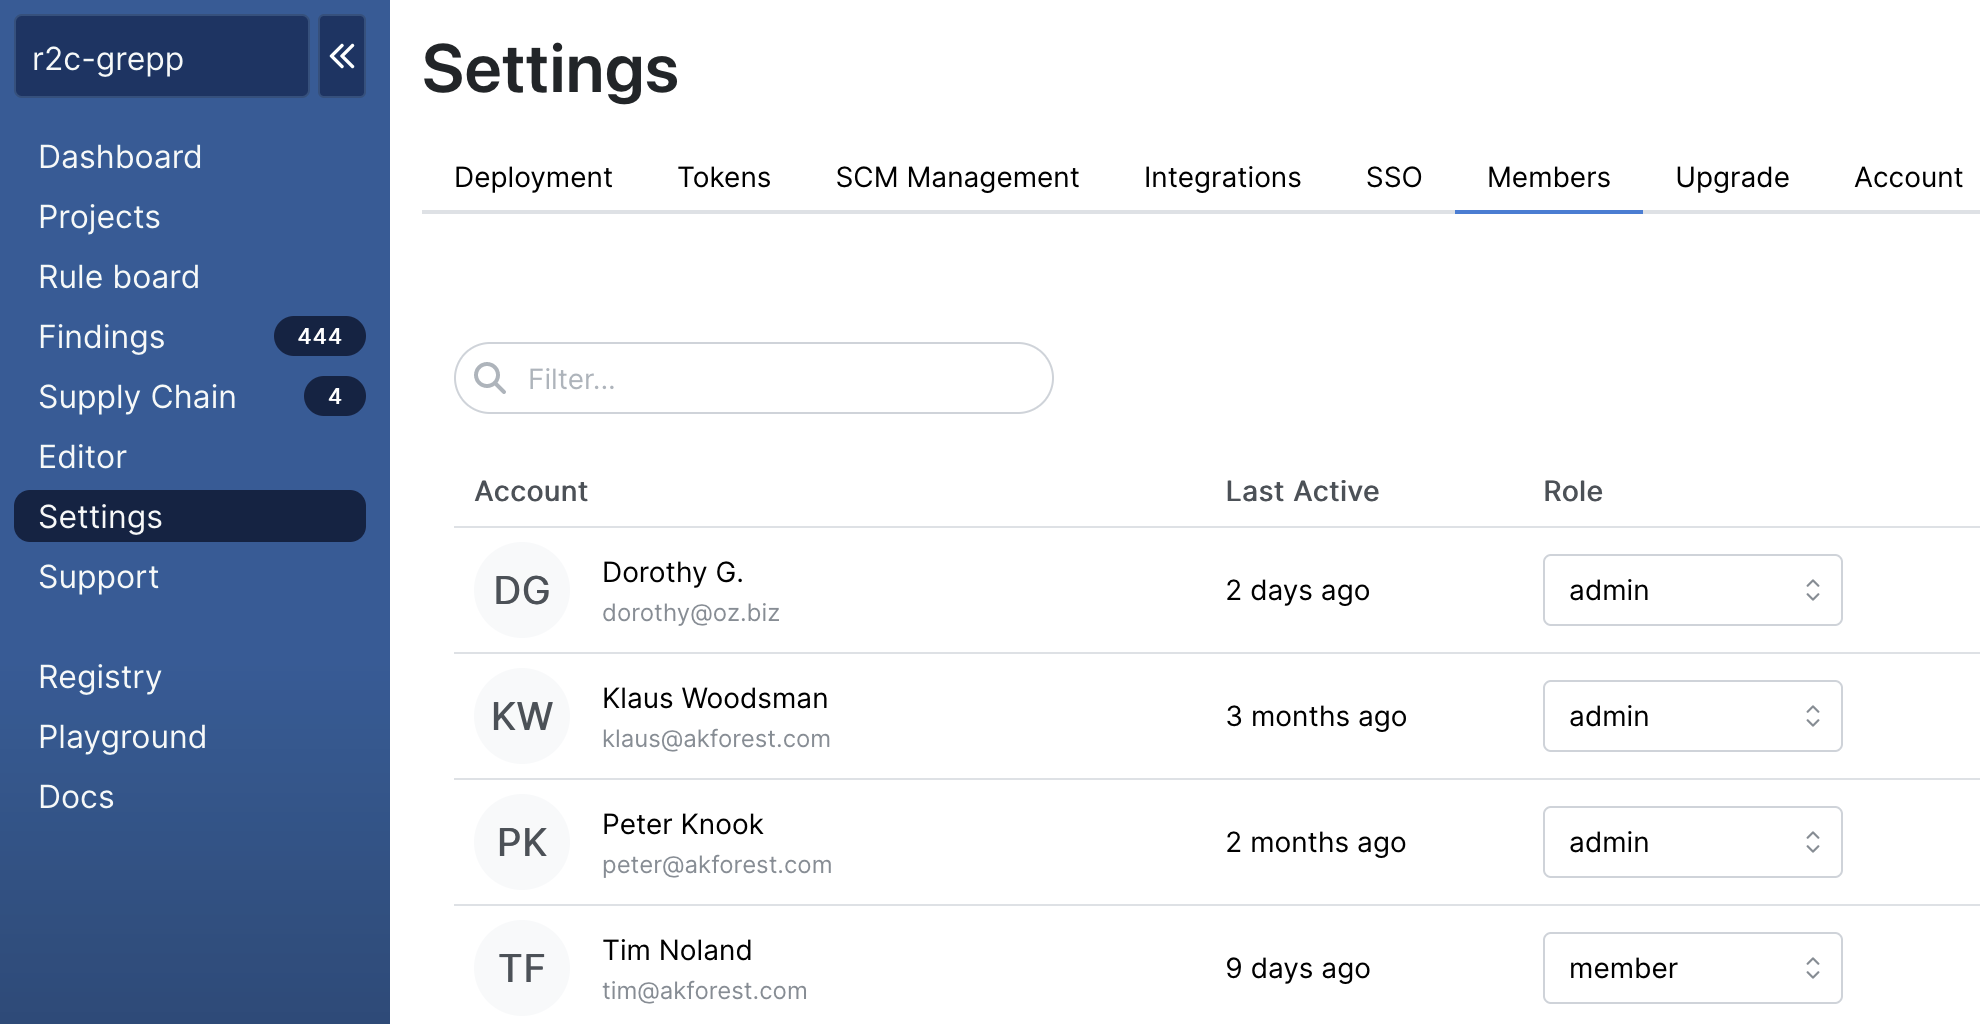 r2c-grepp
Dashboard
Projects
Rule board
Findings 444
Supply Chain 4
Editor
Settings
Support
Registry
Playground
Docs
Settings
Deployment Tokens SCM Management Integrations SSO Members Upgrade Account
Filter...
Account Last Active Role
DG Dorothy G. 2 days ago admin
dorothy@oz.biz
KW Klaus Woodsman 3 months ago admin
klaus@akforest.com
PK Peter Knook 2 months ago admin
peter@akforest.com
TF Tim Noland 9 days ago member
tim@akforest.com